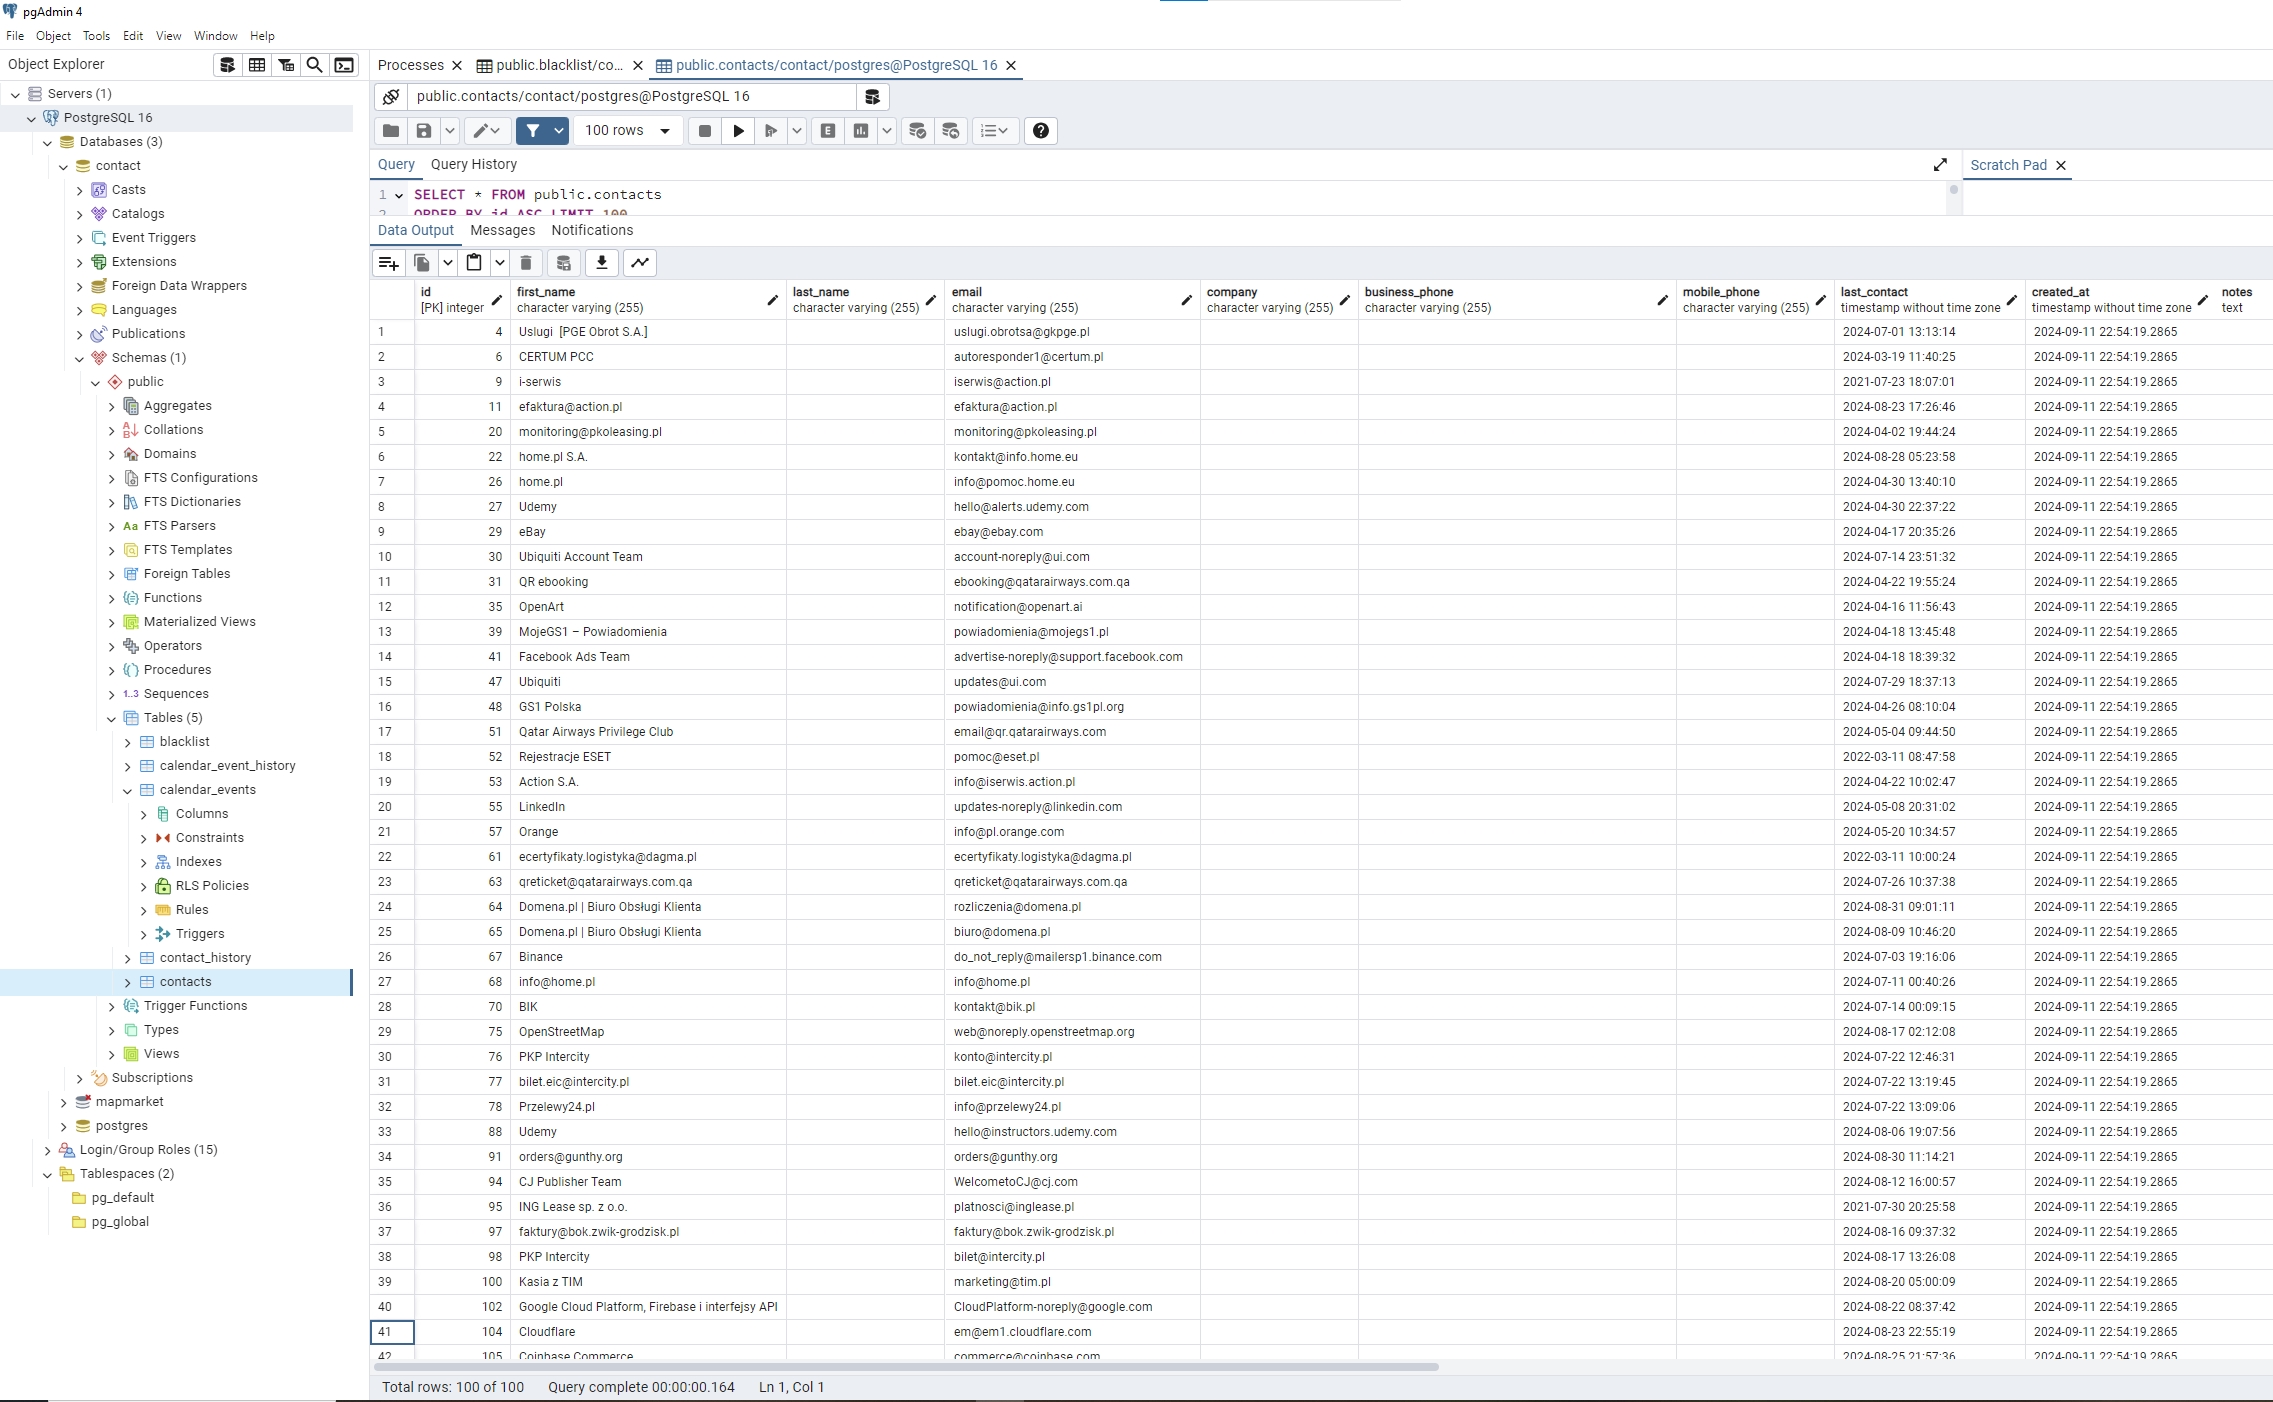 pgAdmin 4
File Object Tools Edit View Window Help
Object Explorer
Servers (1)
PostgreSQL 16
Databases (3)
contact
Casts
Catalogs
Event Triggers
Extensions
Foreign Data Wrappers
Languages
Publications
Schemas (1)
public
Aggregates
Collations
Domains
FTS Configurations
FTS Dictionaries
Aa FTS Parsers
FTS Templates
Foreign Tables
Functions
Materialized Views
Operators
Procedures
1..3 Sequences
Tables (5)
blacklist
calendar_event_history
calendar_events
Columns
Constraints
Indexes
RLS Policies
Rules
Triggers
contact_history
contacts
Trigger Functions
Types
Views
Subscriptions
mapmarket
postgres
Login/Group Roles (15)
Tablespaces (2)
pg_default
pg_global
Processes public.blacklist/co... public.contacts/contact/postgres@PostgreSQL 16
public.contacts/contact/postgres@PostgreSQL 16
100 rows E
Query Query History Scratch Pad
1 SELECT * FROM public.contacts
2 ORDER BY id ASC LIMIT 100
Data Output Messages Notifications
id first_name last_name email company business_phone mobile_phone last_contact created_at notes
[PK] integer character varying (255) character varying (255) character varying (255) character varying (255) character varying (255) character varying (255) timestamp without time zone timestamp without time zone text
1 4 Uslugi [PGE Obrot S.A.] uslugi.obrotsa@gkpge.pl 2024-07-01 13:13:14 2024-09-11 22:54:19.2865
2 6 CERTUM PCC autoresponder1@certum.pl 2024-03-19 11:40:25 2024-09-11 22:54:19.2865
3 9 i-serwis iserwis@action.pl 2021-07-23 18:07:01 2024-09-11 22:54:19.2865
4 11 efaktura@action.pl efaktura@action.pl 2024-08-23 17:26:46 2024-09-11 22:54:19.2865
5 20 monitoring@pkoleasing.pl monitoring@pkoleasing.pl 2024-04-02 19:44:24 2024-09-11 22:54:19.2865
6 22 home.pl S.A. kontakt@info.home.eu 2024-08-28 05:23:58 2024-09-11 22:54:19.2865
7 26 home.pl info@pomoc.home.eu 2024-04-30 13:40:10 2024-09-11 22:54:19.2865
8 27 Udemy hello@alerts.udemy.com 2024-04-30 22:37:22 2024-09-11 22:54:19.2865
9 29 eBay ebay@ebay.com 2024-04-17 20:35:26 2024-09-11 22:54:19.2865
10 30 Ubiquiti Account Team account-noreply@ui.com 2024-07-14 23:51:32 2024-09-11 22:54:19.2865
11 31 QR ebooking ebooking@qatarairways.com.qa 2024-04-22 19:55:24 2024-09-11 22:54:19.2865
12 35 OpenArt notification@openart.ai 2024-04-16 11:56:43 2024-09-11 22:54:19.2865
13 39 MojeGS1 – Powiadomienia powiadomienia@mojegs1.pl 2024-04-18 13:45:48 2024-09-11 22:54:19.2865
14 41 Facebook Ads Team advertise-noreply@support.facebook.com 2024-04-18 18:39:32 2024-09-11 22:54:19.2865
15 47 Ubiquiti updates@ui.com 2024-07-29 18:37:13 2024-09-11 22:54:19.2865
16 48 GS1 Polska powiadomienia@info.gs1pl.org 2024-04-26 08:10:04 2024-09-11 22:54:19.2865
17 51 Qatar Airways Privilege Club email@qr.qatarairways.com 2024-05-04 09:44:50 2024-09-11 22:54:19.2865
18 52 Rejestracje ESET pomoc@eset.pl 2022-03-11 08:47:58 2024-09-11 22:54:19.2865
19 53 Action S.A. info@iserwis.action.pl 2024-04-22 10:02:47 2024-09-11 22:54:19.2865
20 55 LinkedIn updates-noreply@linkedin.com 2024-05-08 20:31:02 2024-09-11 22:54:19.2865
21 57 Orange info@pl.orange.com 2024-05-20 10:34:57 2024-09-11 22:54:19.2865
22 61 ecertyfikaty.logistyka@dagma.pl ecertyfikaty.logistyka@dagma.pl 2022-03-11 10:00:24 2024-09-11 22:54:19.2865
23 63 qreticket@qatarairways.com.qa qreticket@qatarairways.com.qa 2024-07-26 10:37:38 2024-09-11 22:54:19.2865
24 64 Domena.pl | Biuro Obsługi Klienta rozliczenia@domena.pl 2024-08-31 09:01:11 2024-09-11 22:54:19.2865
25 65 Domena.pl | Biuro Obsługi Klienta biuro@domena.pl 2024-08-09 10:46:20 2024-09-11 22:54:19.2865
26 67 Binance do_not_reply@mailersp1.binance.com 2024-07-03 19:16:06 2024-09-11 22:54:19.2865
27 68 info@home.pl info@home.pl 2024-07-11 00:40:26 2024-09-11 22:54:19.2865
28 70 BIK kontakt@bik.pl 2024-07-14 00:09:15 2024-09-11 22:54:19.2865
29 75 OpenStreetMap web@noreply.openstreetmap.org 2024-08-17 02:12:08 2024-09-11 22:54:19.2865
30 76 PKP Intercity konto@intercity.pl 2024-07-22 12:46:31 2024-09-11 22:54:19.2865
31 77 bilet.eic@intercity.pl bilet.eic@intercity.pl 2024-07-22 13:19:45 2024-09-11 22:54:19.2865
32 78 Przelewy24.pl info@przelewy24.pl 2024-07-22 13:09:06 2024-09-11 22:54:19.2865
33 88 Udemy hello@instructors.udemy.com 2024-08-06 19:07:56 2024-09-11 22:54:19.2865
34 91 orders@gunthy.org orders@gunthy.org 2024-08-30 11:14:21 2024-09-11 22:54:19.2865
35 94 CJ Publisher Team WelcometoCJ@cj.com 2024-08-12 16:00:57 2024-09-11 22:54:19.2865
36 95 ING Lease sp. z o.o. platnosci@inglease.pl 2021-07-30 20:25:58 2024-09-11 22:54:19.2865
37 97 faktury@bok.zwik-grodzisk.pl faktury@bok.zwik-grodzisk.pl 2024-08-16 09:37:32 2024-09-11 22:54:19.2865
38 98 PKP Intercity bilet@intercity.pl 2024-08-17 13:26:08 2024-09-11 22:54:19.2865
39 100 Kasia z TIM marketing@tim.pl 2024-08-20 05:00:09 2024-09-11 22:54:19.2865
40 102 Google Cloud Platform, Firebase i interfejsy API CloudPlatform-noreply@google.com 2024-08-22 08:37:42 2024-09-11 22:54:19.2865
41 104 Cloudflare em@em1.cloudflare.com 2024-08-23 22:55:19 2024-09-11 22:54:19.2865
42 105 Coinbase Commerce commerce@coinbase.com 2024-08-25 21:57:36 2024-09-11 22:54:19.2865
Total rows: 100 of 100 Query complete 00:00:00.164 Ln 1, Col 1